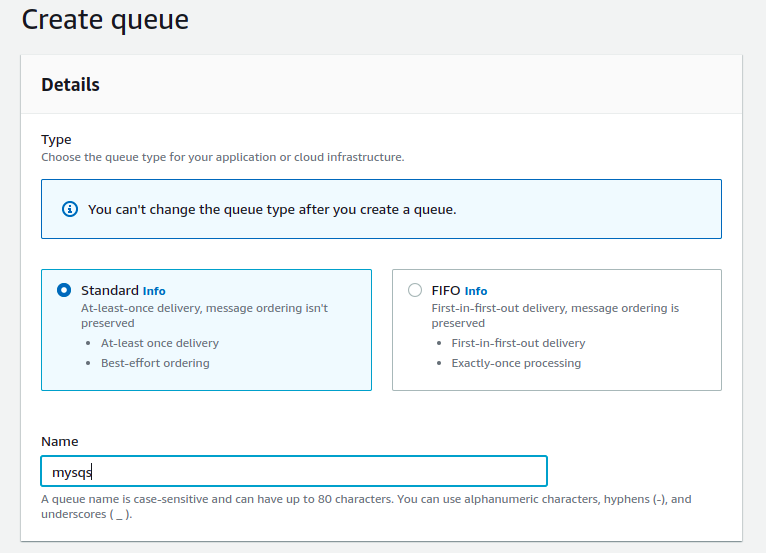 Create queue
Details
Type
Choose the queue type for your application or cloud infrastructure.
You can't change the queue type after you create a queue.
Standard Info
At-least-once delivery, message ordering isn't
preserved
• At-least once delivery
• Best-effort ordering
FIFO Info
First-in-first-out delivery, message ordering is
preserved
• First-in-first-out delivery
• Exactly-once processing
Name
mysqs
A queue name is case-sensitive and can have up to 80 characters. You can use alphanumeric characters, hyphens (-), and
underscores ( _ ).